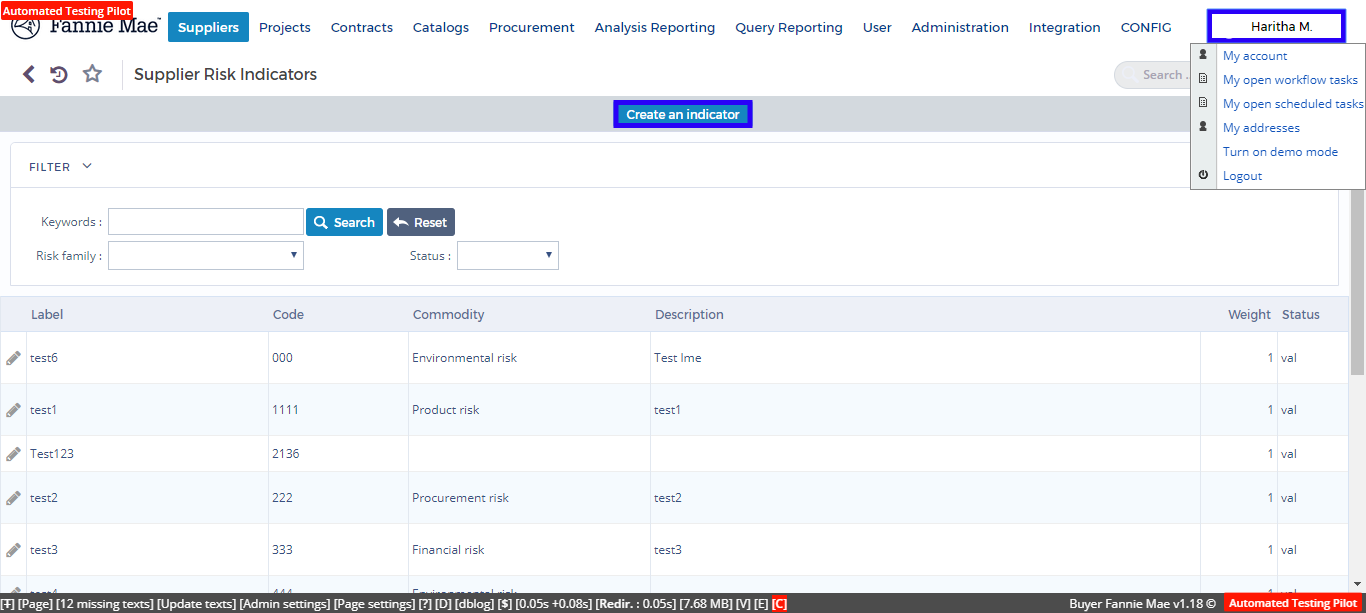 Automated Testing Pilot
Fannie Mae
Suppliers Projects Contracts Catalogs Procurement Analysis Reporting Query Reporting User Administration Integration CONFIG Haritha M.
Supplier Risk Indicators Search .
My account
My open workflow tasks
My open scheduled tasks
My addresses
Turn on demo mode
Logout
Create an indicator
FILTER
Keywords : Search Reset
Risk family : Status :
Label Code Commodity Description Weight Status
test6 000 Environmental risk Test Ime 1 val
test1 1111 Product risk test1 1 val
Test123 2136 1 val
test2 222 Procurement risk test2 1 val
test3 333 Financial risk test3 1 val
test4 444 Environmental risk
[Ŧ] [Page] [12 missing texts] [Update texts] [Admin settings] [Page settings] [?] [D] [dblog] [$] [0.05s +0.08s] [Redir. : 0.05s] [7.68 MB] [V] [E] [C] Buyer Fannie Mae v1.18 © Automated Testing Pilot